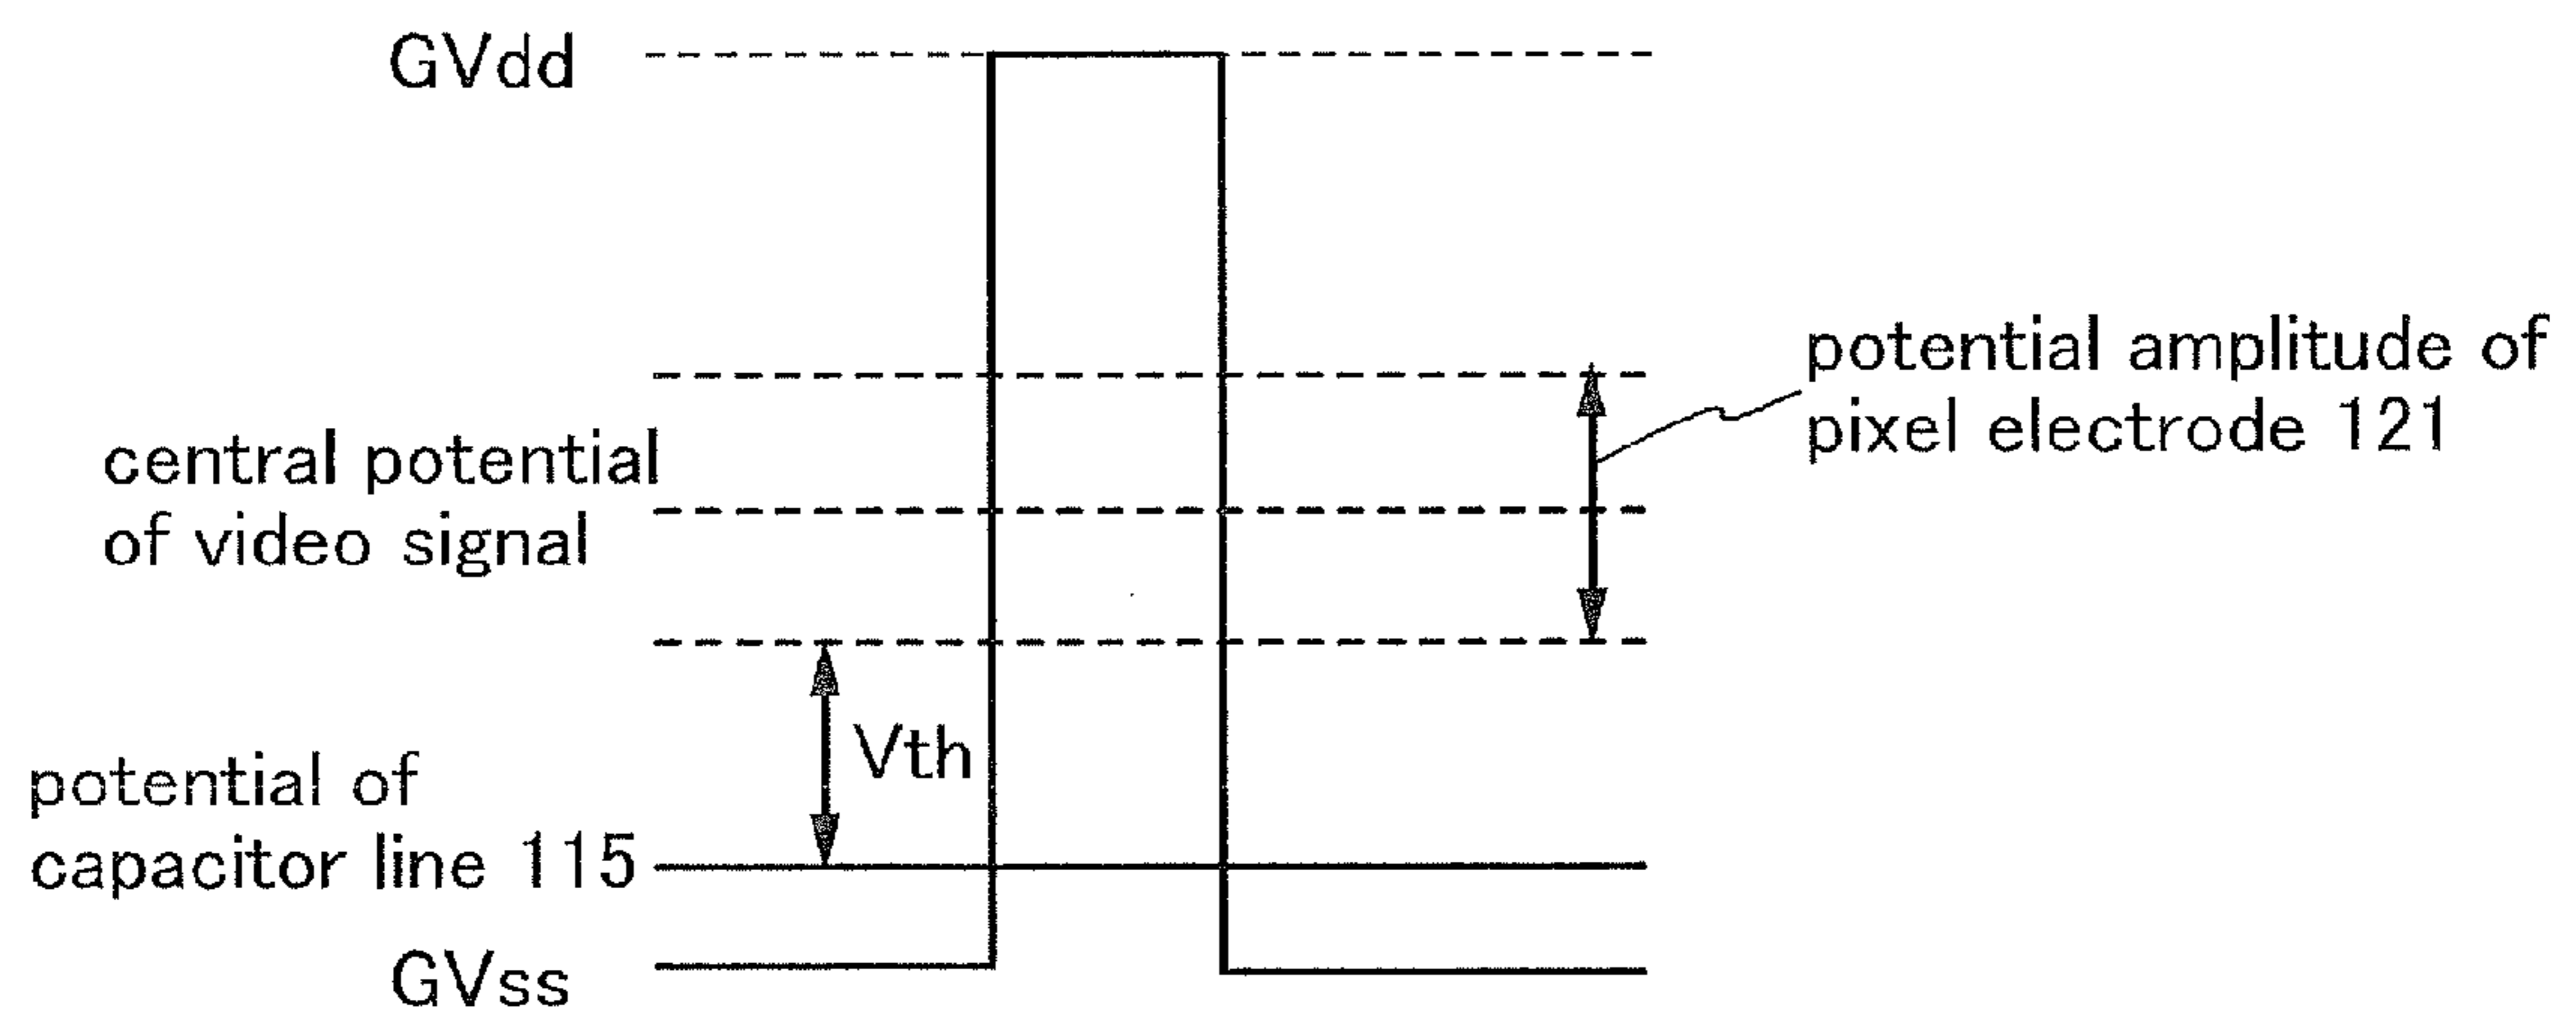 GVdd
potential amplitude of
pixel electrode 121
central potential
of video signal
Vth
potential of
capacitor line 115
GVss